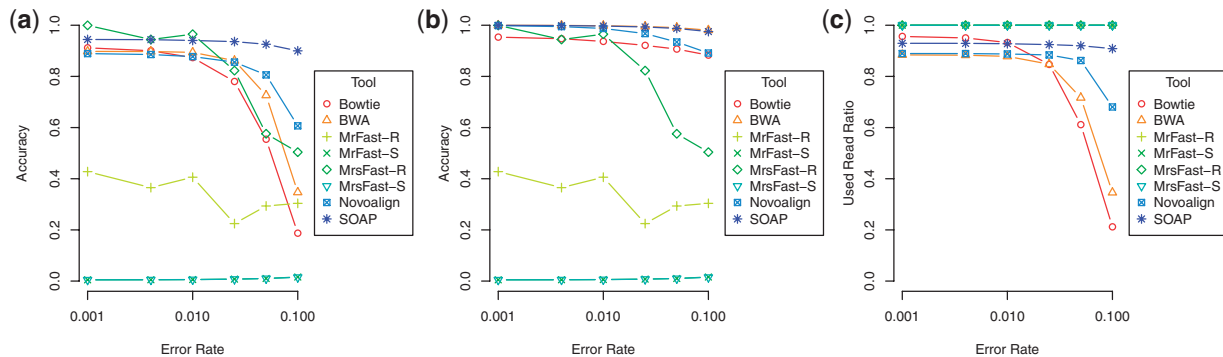 (a)
Accuracy
1.0
0.8
0.6
0.4
0.2
0.0
0.001
0.010
0.100
Error Rate
Tool
Bowtie
BWA
MrFast−R
MrFast−S
MrsFast−R
MrsFast−S
Novoalign
SOAP
(b)
Accuracy
1.0
0.8
0.6
0.4
0.2
0.0
0.001
0.010
0.100
Error Rate
Tool
Bowtie
BWA
MrFast−R
MrFast−S
MrsFast−R
MrsFast−S
Novoalign
SOAP
(c)
Used Read Ratio
1.0
0.8
0.6
0.4
0.2
0.0
0.001
0.010
0.100
Error Rate
Tool
Bowtie
BWA
MrFast−R
MrFast−S
MrsFast−R
MrsFast−S
Novoalign
SOAP